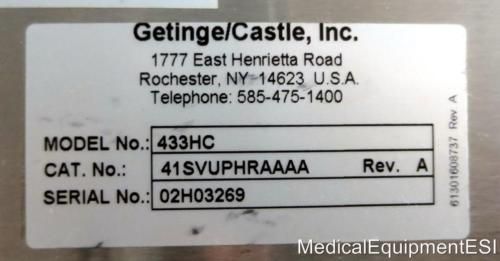 Getinge/Castle, Inc.
1777 East Henrietta Road
Rochester, NY 14623 U.S.A.
Telephone: 585-475-1400
MODEL No.: 433HC
CAT. No.: 41SVUPHRAAAA Rev. A
SERIAL No.: 02H03269
61301608737 Rev A
MedicalEquipmentESI